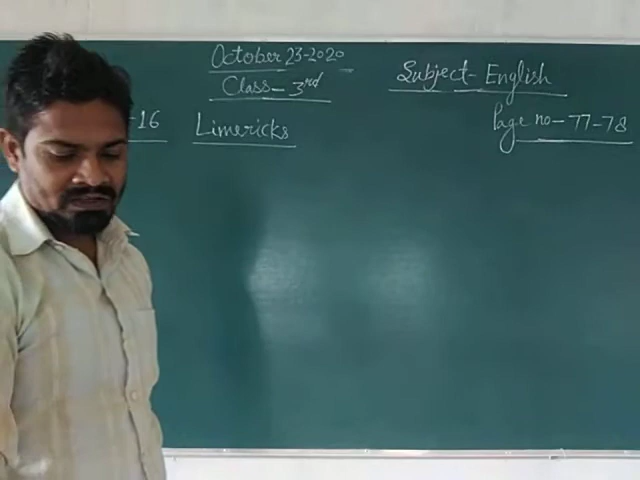 October 23-2020
Class- 3rd
Subject- English
-16 Limericks
Page no- 77-78